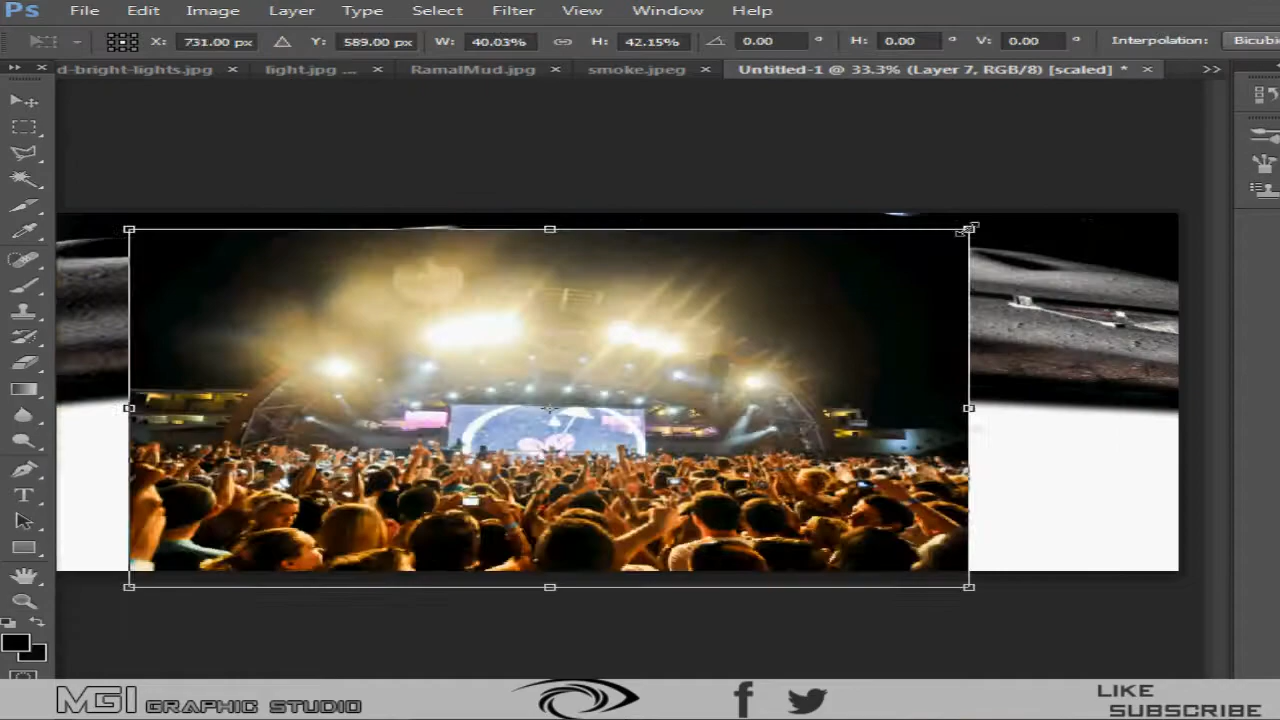 Ps File Edit Image Layer Type Select Filter View Window Help
X: 731.00 px Y: 589.00 px W: 40.03% H: 42.15% 0.00 ° H: 0.00 ° V: 0.00 ° Interpolation: Bicubi
d-bright-lights.jpg × light.jpg ... × RamalMud.jpg × smoke.jpeg × Untitled-1 @ 33.3% (Layer 7, RGB/8) [scaled] * × >>
T
MGI GRAPHIC STUDIO
LIKE
SUBSCRIBE